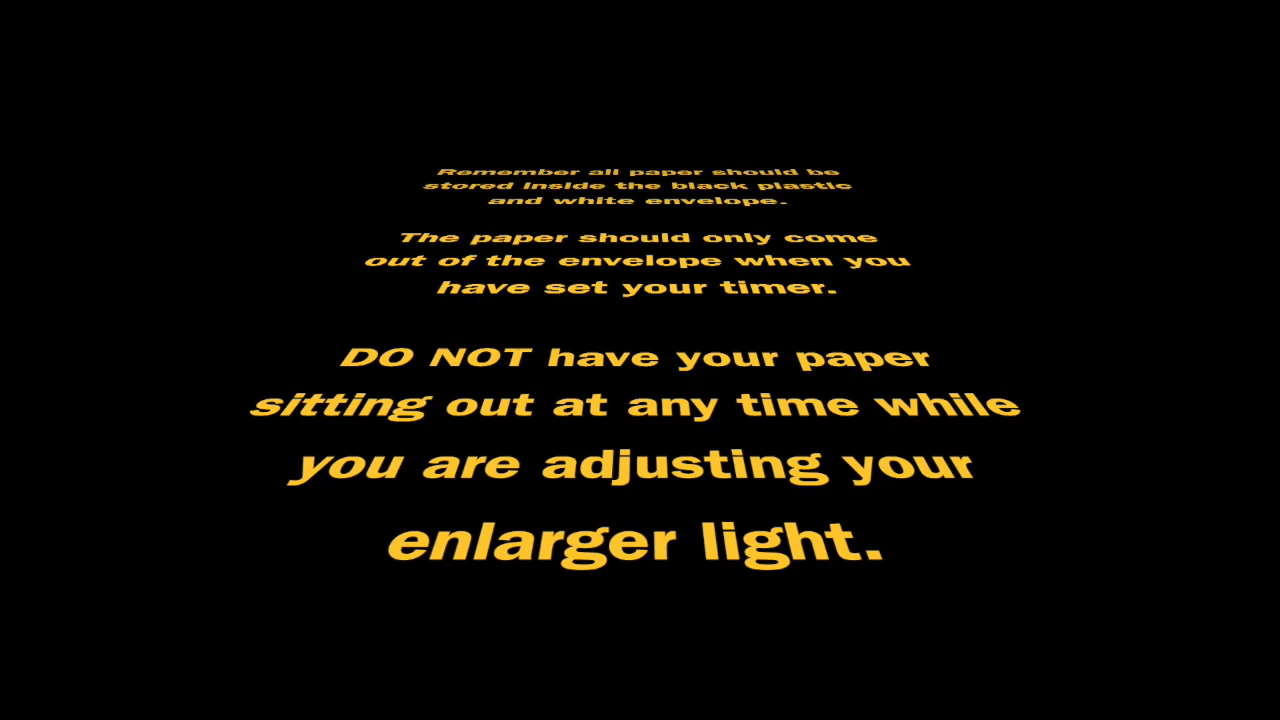 Remember all paper should be
stored inside the black plastic
and white envelope.
The paper should only come
out of the envelope when you
have set your timer.
DO NOT have your paper
sitting out at any time while
you are adjusting your
enlarger light.